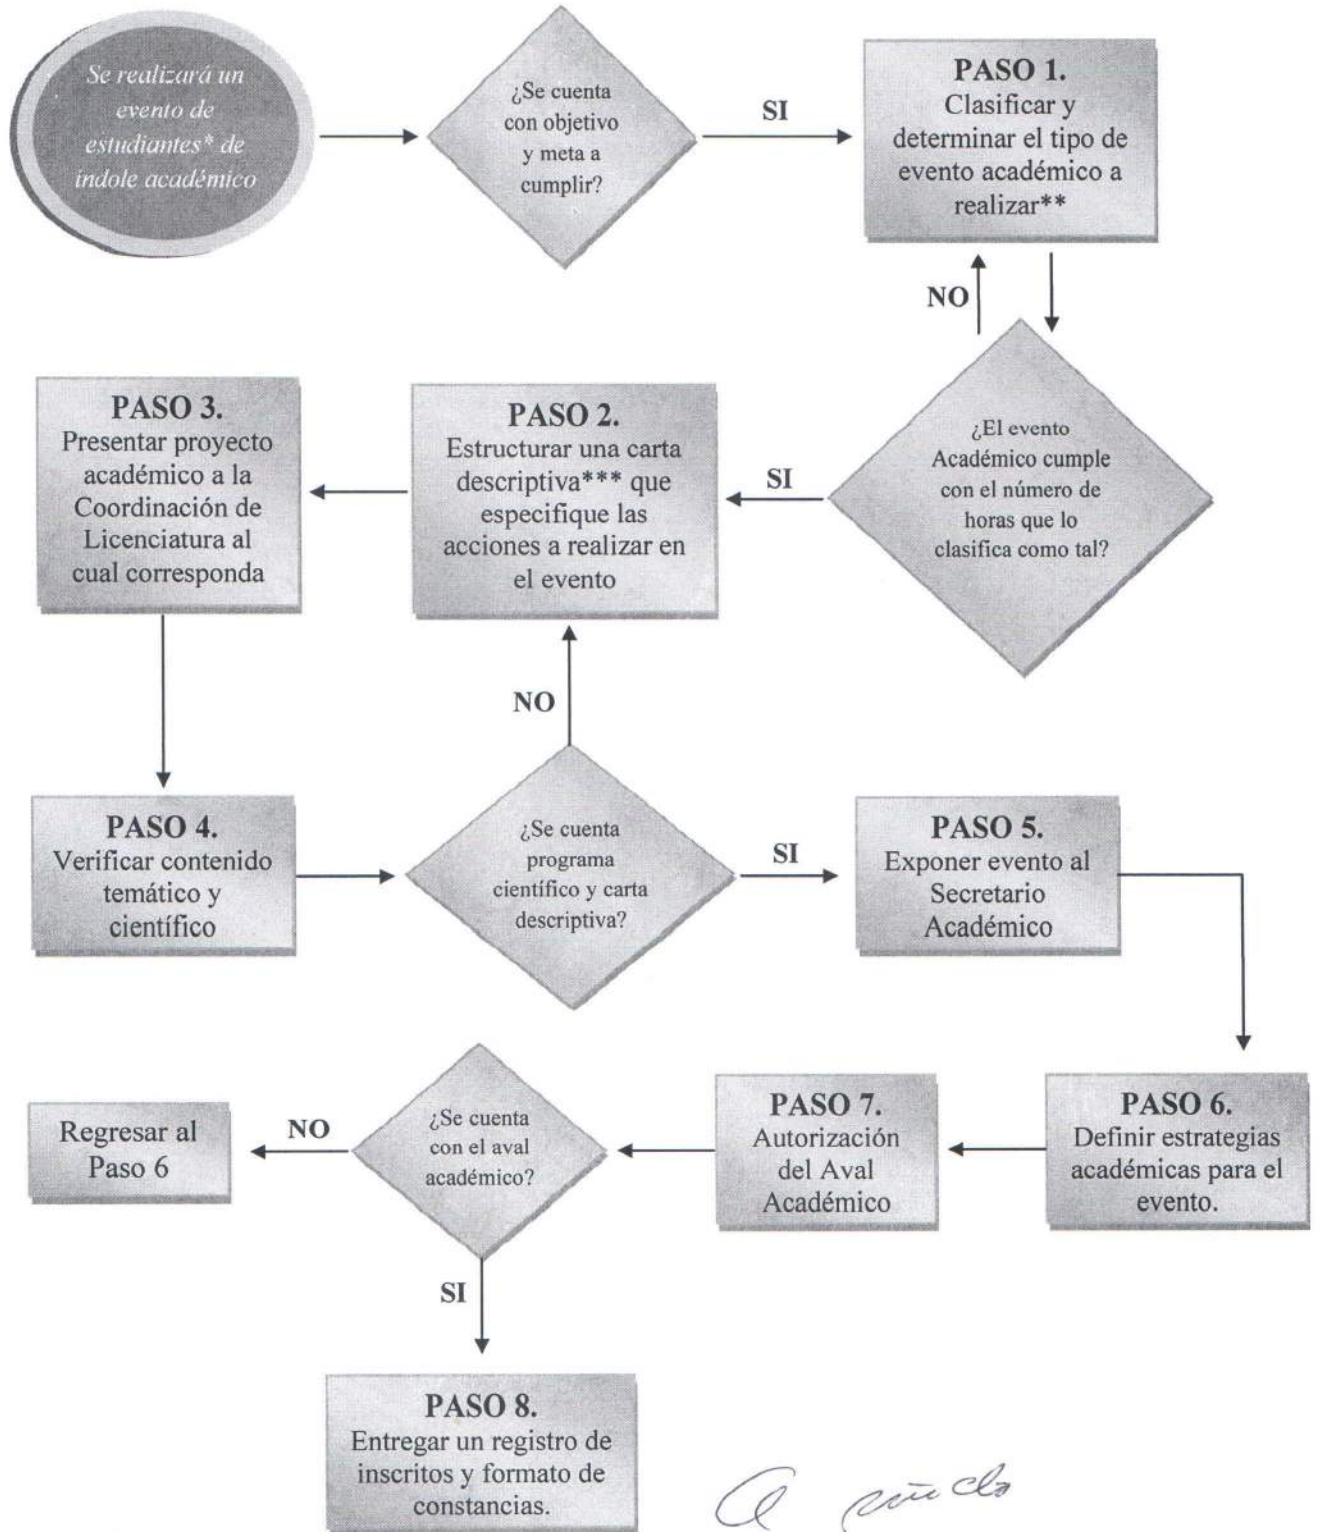 Se realizará un
evento de
estudiantes* de
índole académico
¿Se cuenta
con objetivo
y meta a
cumplir?
SI
PASO 1.
Clasificar y
determinar el tipo de
evento académico a
realizar**
NO
¿El evento
Académico cumple
con el número de
horas que lo
clasifica como tal?
SI
PASO 2.
Estructurar una carta
descriptiva*** que
especifique las
acciones a realizar en
el evento
PASO 3.
Presentar proyecto
académico a la
Coordinación de
Licenciatura al
cual corresponda
PASO 4.
Verificar contenido
temático y
científico
¿Se cuenta
programa
científico y carta
descriptiva?
NO
SI
PASO 5.
Exponer evento al
Secretario
Académico
PASO 6.
Definir estrategias
académicas para el
evento.
PASO 7.
Autorización
del Aval
Académico
¿Se cuenta
con el aval
académico?
NO
Regresar al
Paso 6
SI
PASO 8.
Entregar un registro de
inscritos y formato de
constancias.